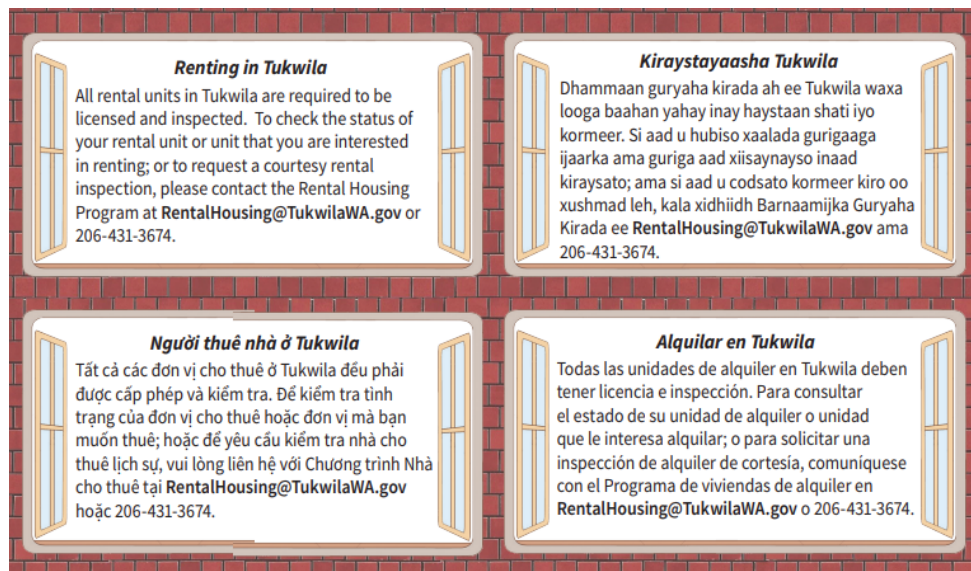 Renting in Tukwila
All rental units in Tukwila are required to be
licensed and inspected.  To check the status of
your rental unit or unit that you are interested
in renting; or to request a courtesy rental
inspection, please contact the Rental Housing
Program at RentalHousing@TukwilaWA.gov or
206-431-3674.
Kiraystayaasha Tukwila
Dhammaan guryaha kirada ah ee Tukwila waxa
looga baahan yahay inay haystaan shati iyo
kormeer. Si aad u hubiso xaalada gurigaaga
ijaarka ama guriga aad xiisaynayso inaad
kiraysato; ama si aad u codsato kormeer kiro oo
xushmad leh, kala xidhiidh Barnaamijka Guryaha
Kirada ee RentalHousing@TukwilaWA.gov ama
206-431-3674.
Người thuê nhà ở Tukwila
Tất cả các đơn vị cho thuê ở Tukwila đều phải
được cấp phép và kiểm tra. Để kiểm tra tình
trạng của đơn vị cho thuê hoặc đơn vị mà bạn
muốn thuê; hoặc để yêu cầu kiểm tra nhà cho
thuê lịch sự, vui lòng liên hệ với Chương trình Nhà
cho thuê tại RentalHousing@TukwilaWA.gov
hoặc 206-431-3674.
Alquilar en Tukwila
Todas las unidades de alquiler en Tukwila deben
tener licencia e inspección. Para consultar
el estado de su unidad de alquiler o unidad
que le interesa alquilar; o para solicitar una
inspección de alquiler de cortesía, comuníquese
con el Programa de viviendas de alquiler en
RentalHousing@TukwilaWA.gov o 206-431-3674.